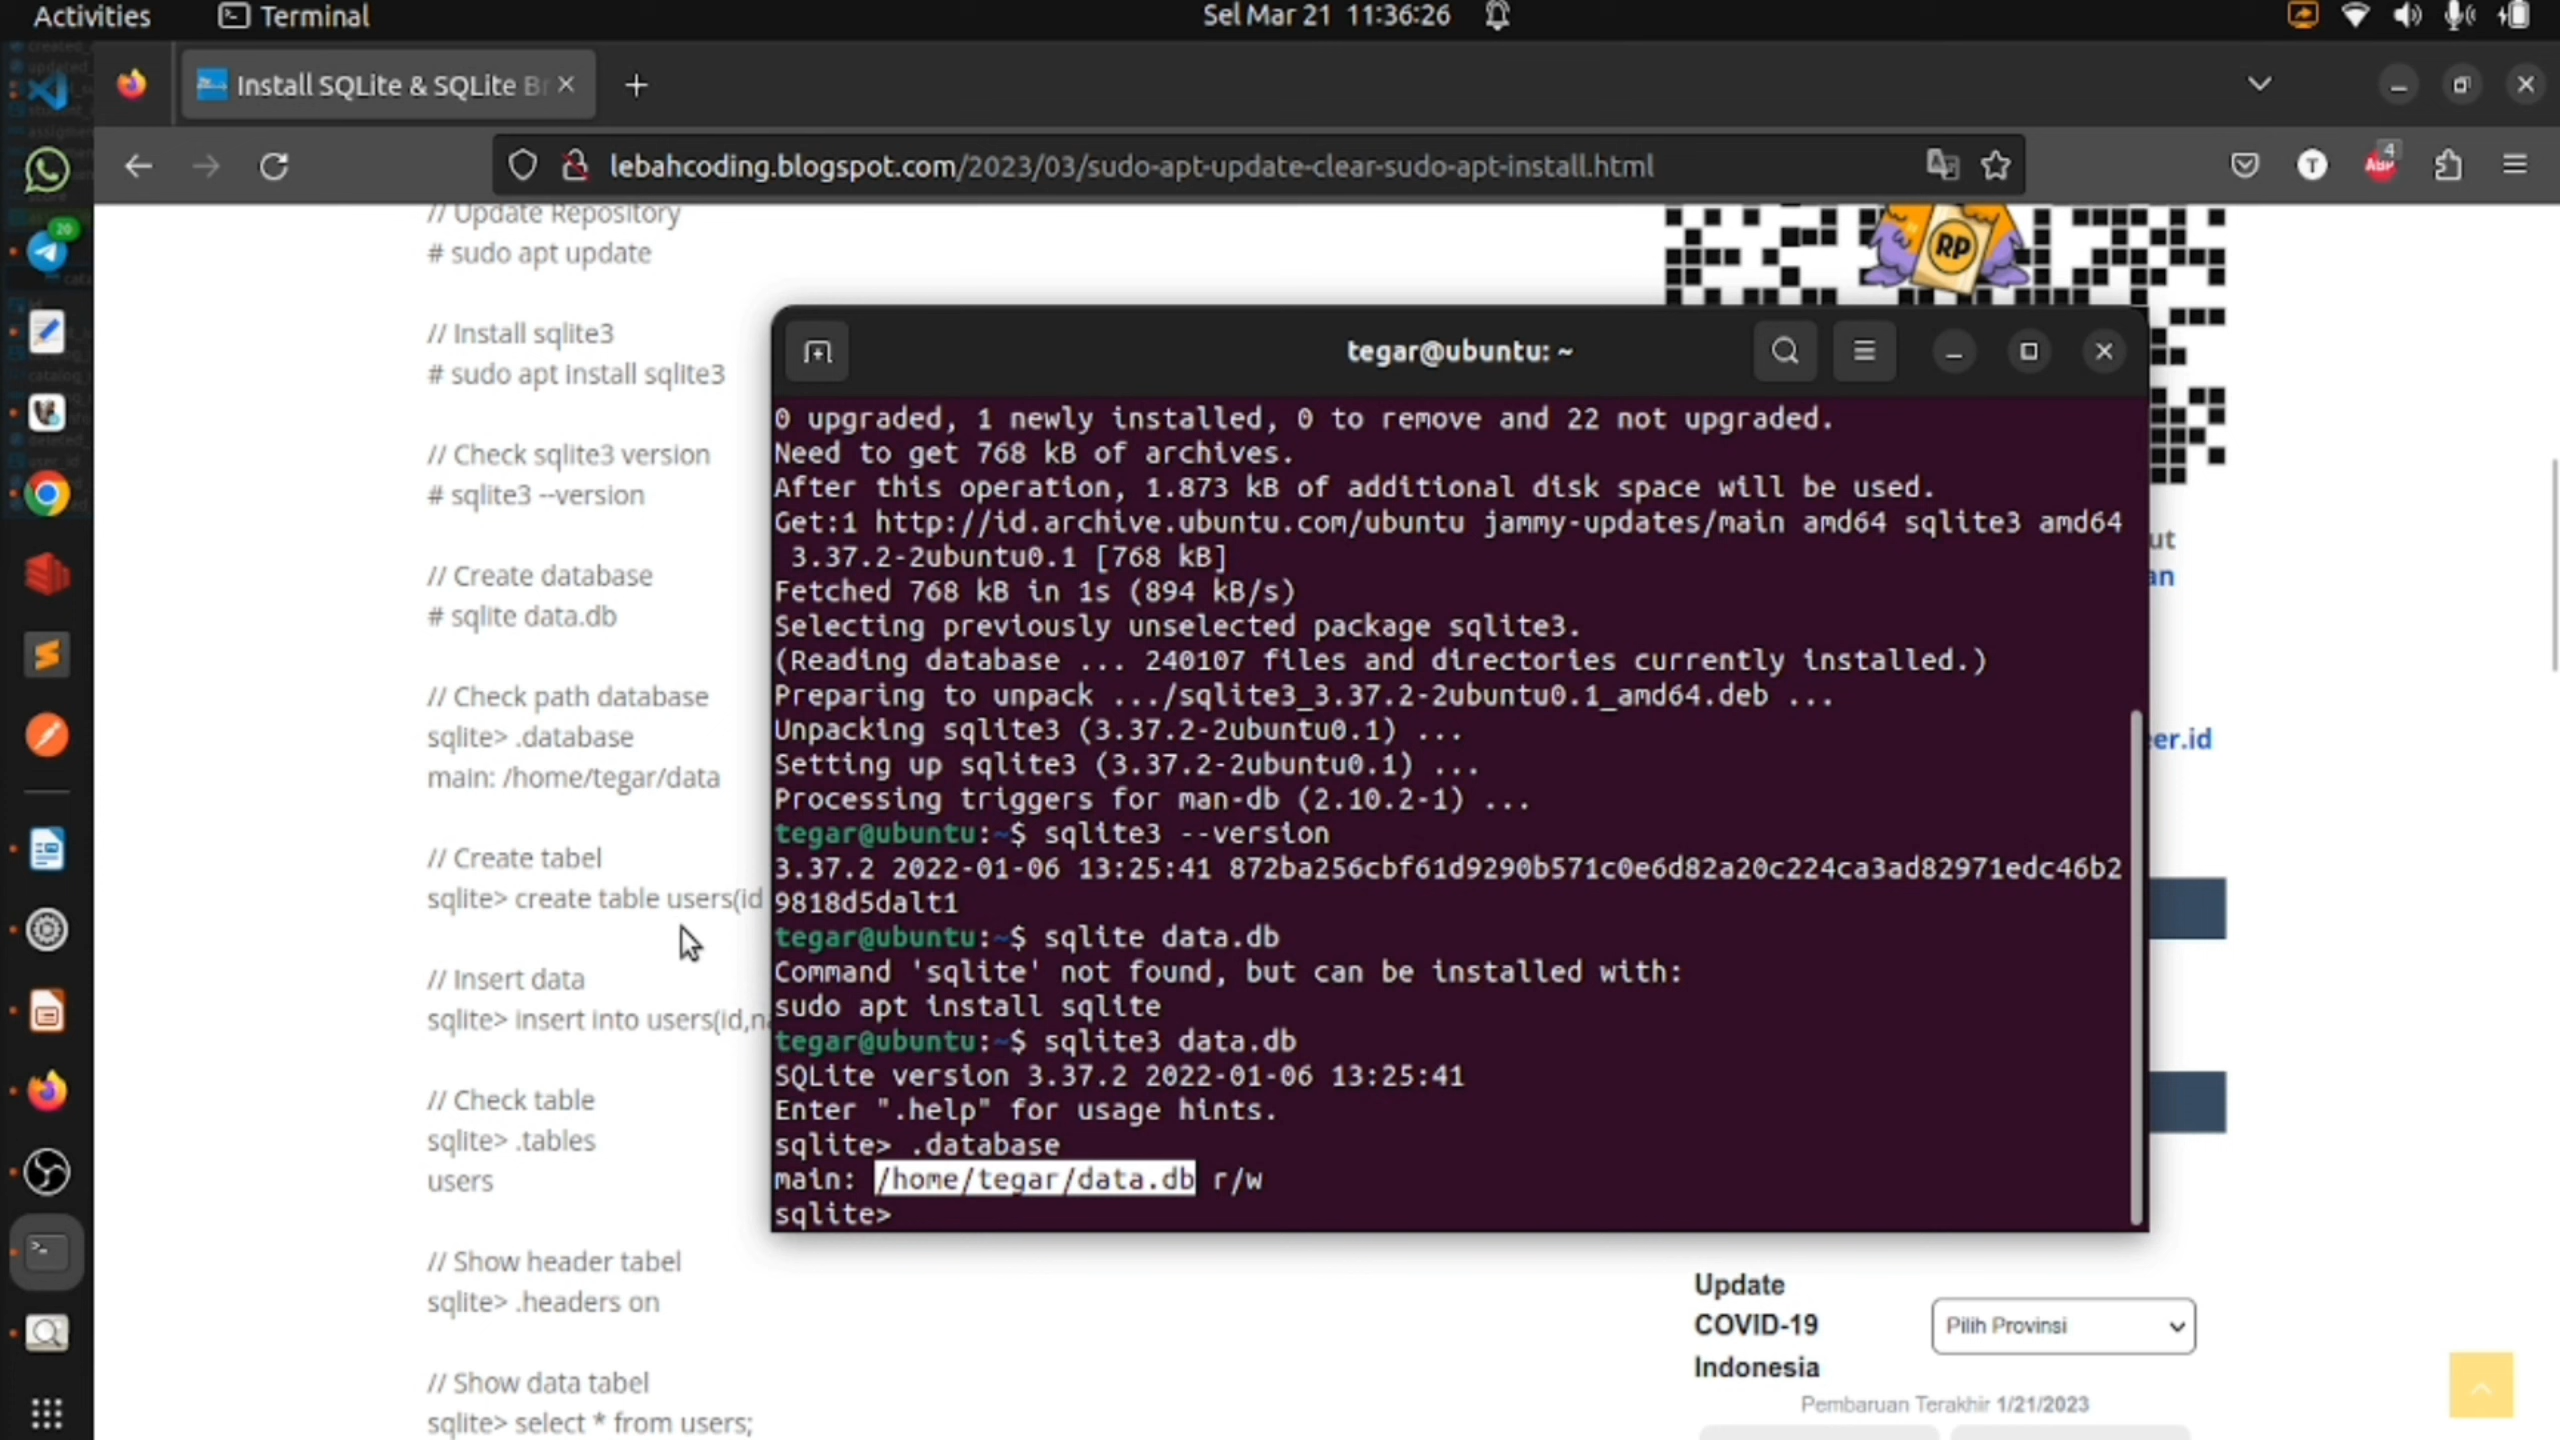 Activities
Terminal
Sel Mar 21 11:36:26
Install SQLite & SQLite Br
lebahcoding.blogspot.com/2023/03/sudo-apt-update-clear-sudo-apt-install.html
T
4
ABP
20
// Update Repository
# sudo apt update
// Install sqlite3
# sudo apt install sqlite3
// Check sqlite3 version
# sqlite3 --version
// Create database
# sqlite data.db
// Check path database
sqlite> .database
main: /home/tegar/data
// Create tabel
sqlite> create table users(id
// Insert data
sqlite> insert into users(id,na
// Check table
sqlite> .tables
users
// Show header tabel
sqlite> .headers on
// Show data tabel
sqlite> select * from users;
RP
tegar@ubuntu: ~
0 upgraded, 1 newly installed, 0 to remove and 22 not upgraded.
Need to get 768 kB of archives.
After this operation, 1.873 kB of additional disk space will be used.
Get:1 http://id.archive.ubuntu.com/ubuntu jammy-updates/main amd64 sqlite3 amd64
3.37.2-2ubuntu0.1 [768 kB]
Fetched 768 kB in 1s (894 kB/s)
Selecting previously unselected package sqlite3.
(Reading database ... 240107 files and directories currently installed.)
Preparing to unpack .../sqlite3_3.37.2-2ubuntu0.1_amd64.deb ...
Unpacking sqlite3 (3.37.2-2ubuntu0.1) ...
Setting up sqlite3 (3.37.2-2ubuntu0.1) ...
Processing triggers for man-db (2.10.2-1) ...
tegar@ubuntu:~$ sqlite3 --version
3.37.2 2022-01-06 13:25:41 872ba256cbf61d9290b571c0e6d82a20c224ca3ad82971edc46b2
9818d5dalt1
tegar@ubuntu:~$ sqlite data.db
Command 'sqlite' not found, but can be installed with:
sudo apt install sqlite
tegar@ubuntu:~$ sqlite3 data.db
SQLite version 3.37.2 2022-01-06 13:25:41
Enter ".help" for usage hints.
sqlite> .database
main: /home/tegar/data.db r/w
sqlite>
ut
an
eer.id
Update
COVID-19
Indonesia
Pilih Provinsi
Pembaruan Terakhir 1/21/2023